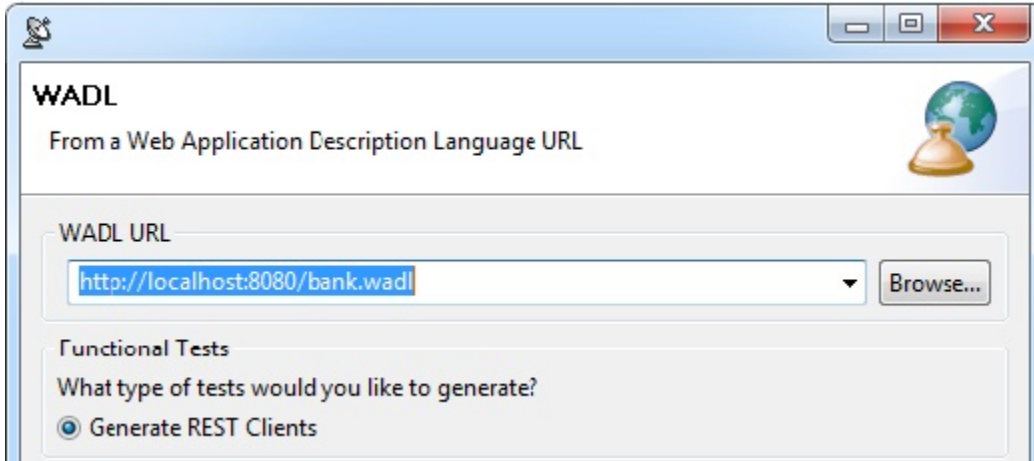 WADL
From a Web Application Description Language URL
WADL URL
http://localhost:8080/bank.wadl
Browse...
Functional Tests
What type of tests would you like to generate?
Generate REST Clients